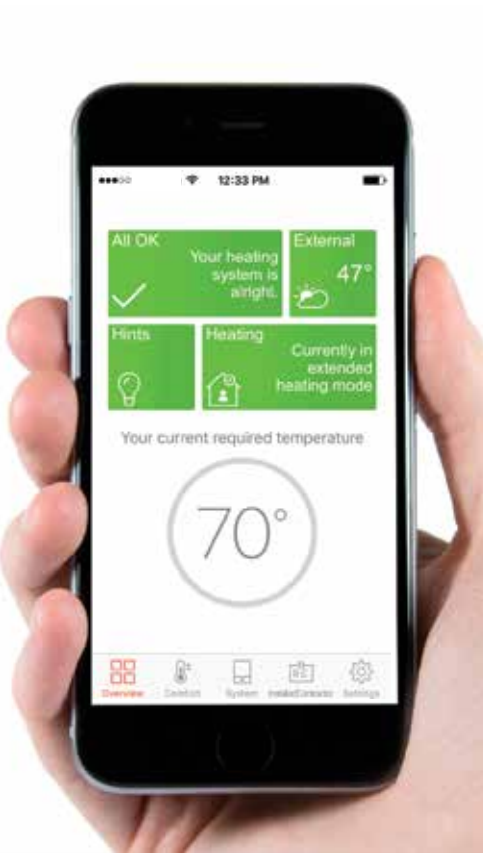 12:33 PM
All OK
Your heating
system is
alright.
External
47°
Hints
Heating
Currently in
extended
heating mode
Your current required temperature
70°
Overview
Comfort
System
Settings